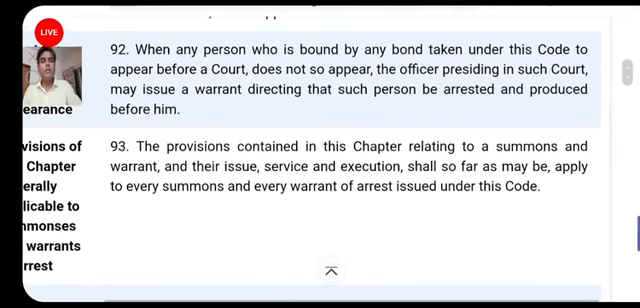 LIVE
earance
92. When any person who is bound by any bond taken under this Code to
appear before a Court, does not so appear, the officer presiding in such Court,
may issue a warrant directing that such person be arrested and produced
before him.
visions of
Chapter
erally
licable to
nmonses
warrants
rrest
93. The provisions contained in this Chapter relating to a summons and
warrant, and their issue, service and execution, shall so far as may be, apply
to every summons and every warrant of arrest issued under this Code.